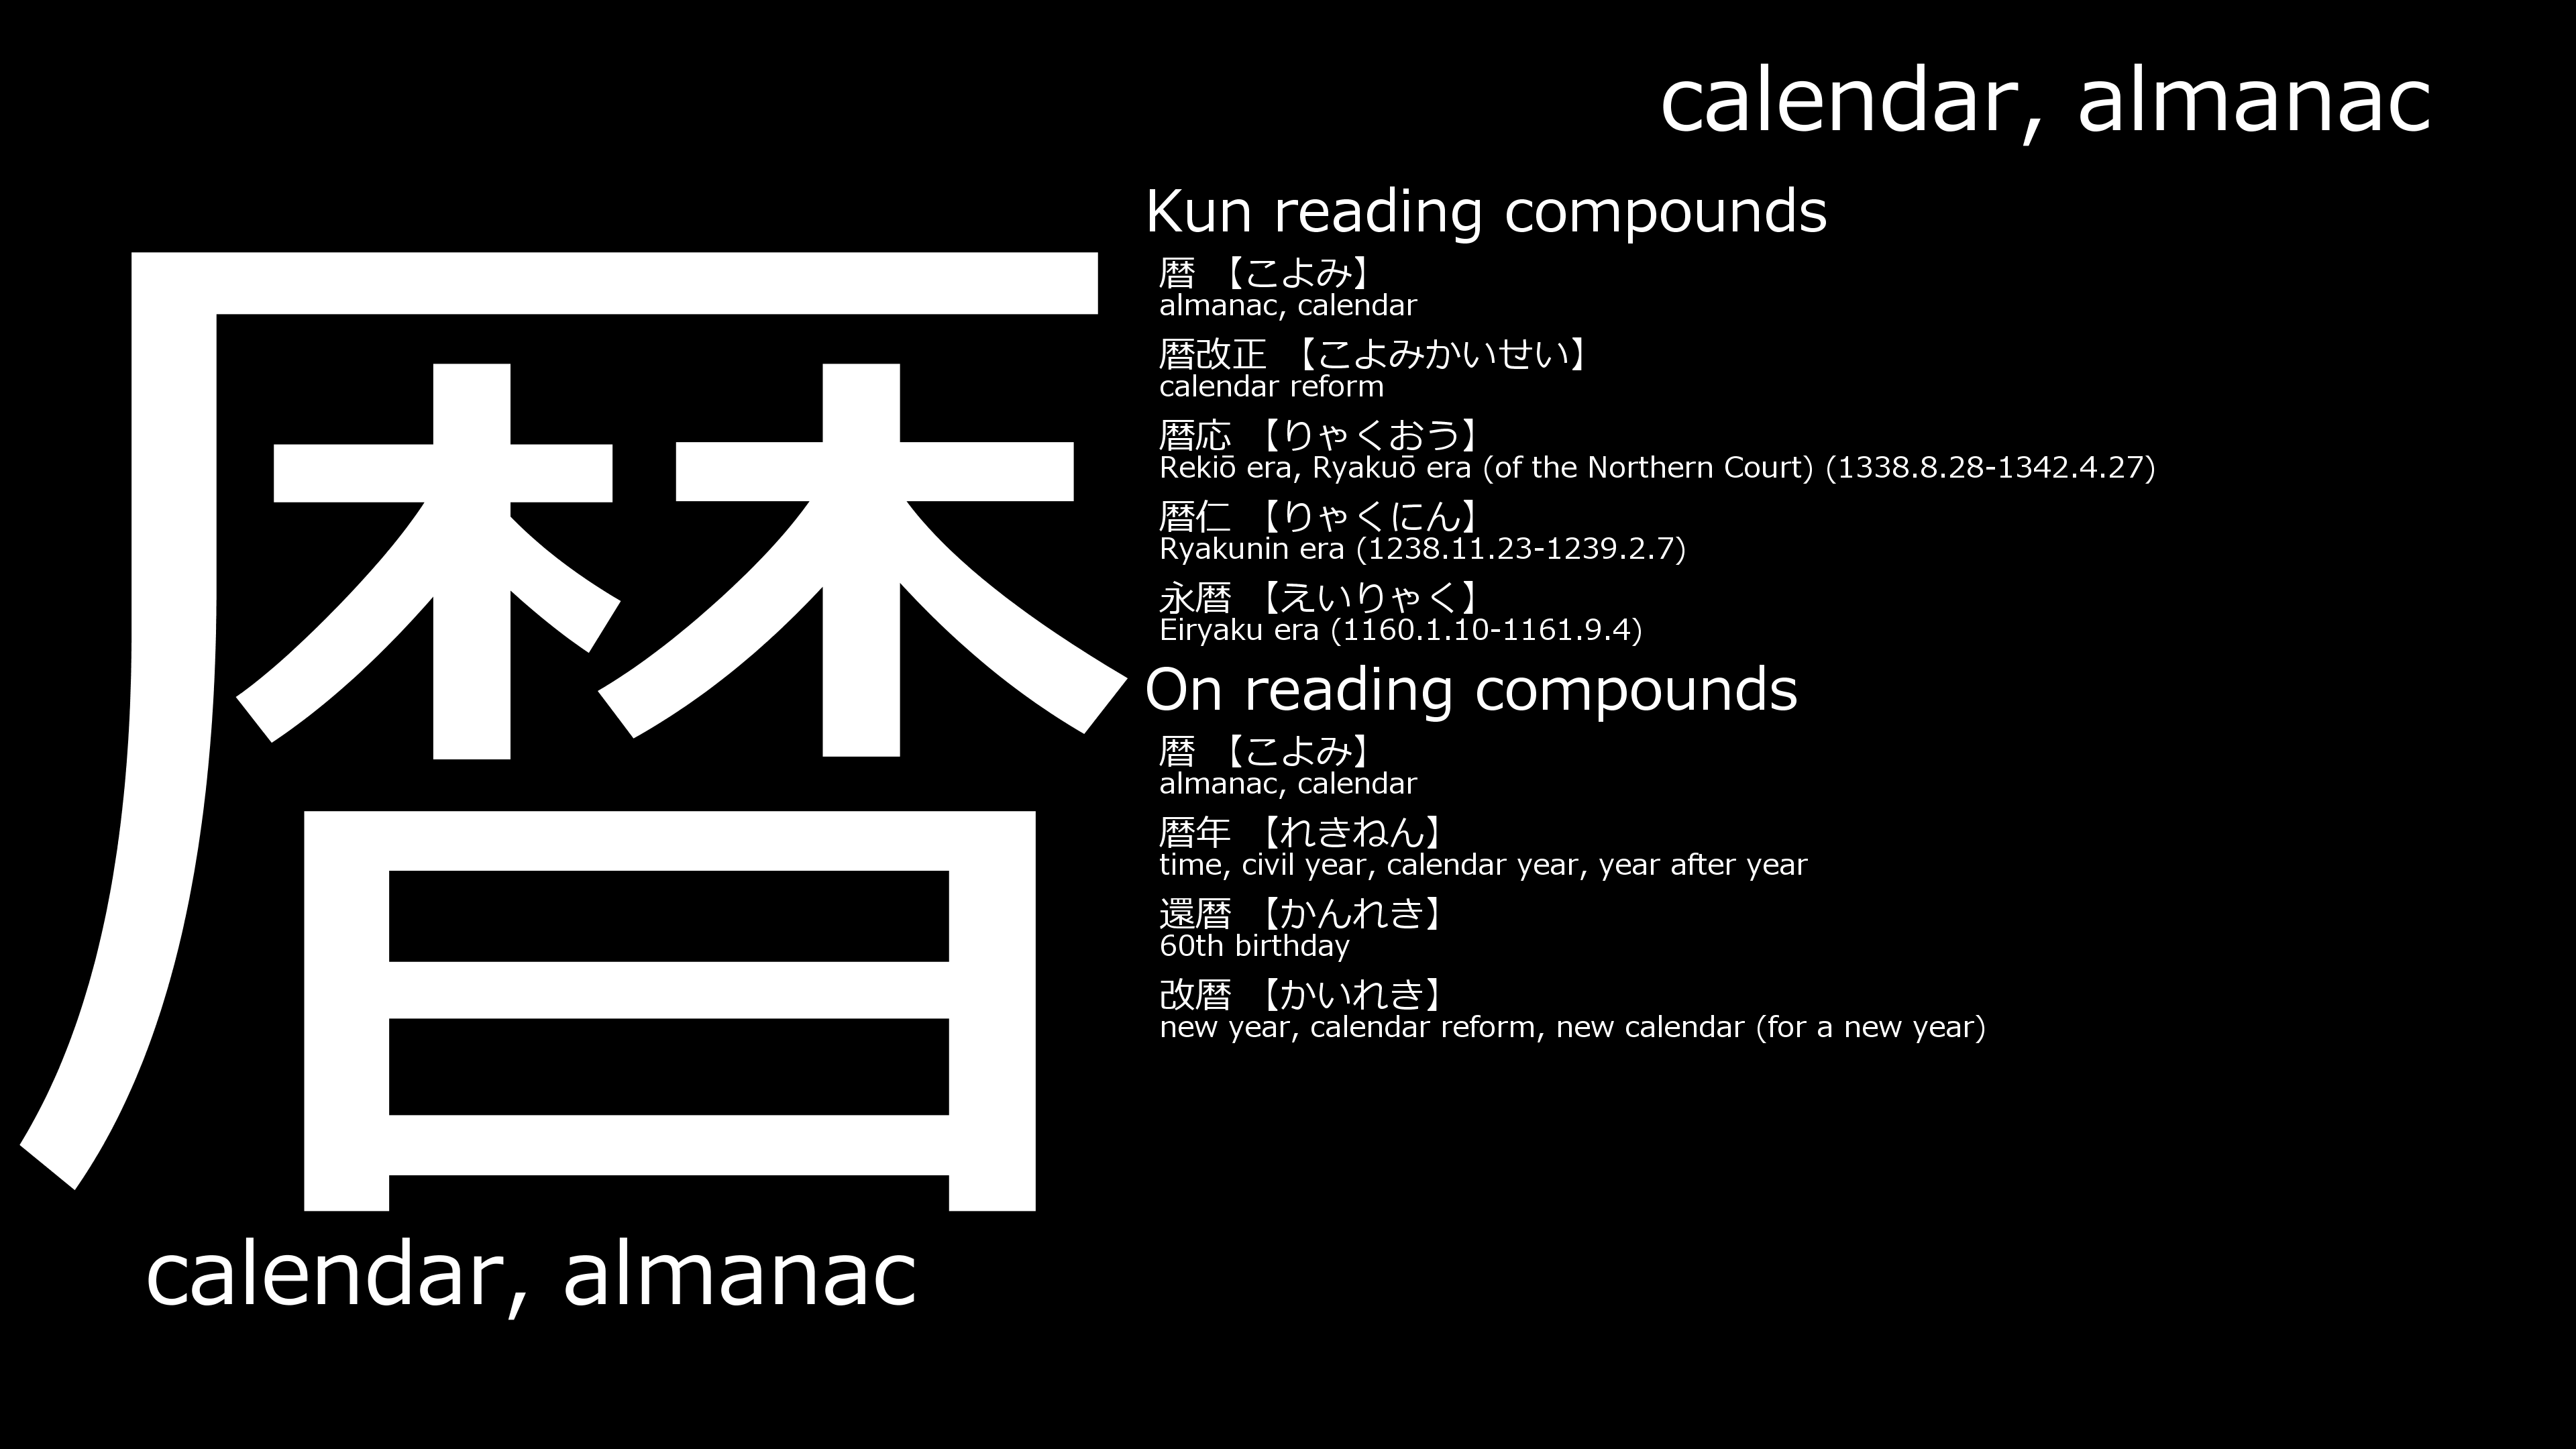 calendar, almanac
暦
calendar, almanac
Kun reading compounds
暦 【こよみ】
almanac, calendar
暦改正 【こよみかいせい】
calendar reform
暦応 【りゃくおう】
Rekiō era, Ryakuō era (of the Northern Court) (1338.8.28-1342.4.27)
暦仁 【りゃくにん】
Ryakunin era (1238.11.23-1239.2.7)
永暦 【えいりゃく】
Eiryaku era (1160.1.10-1161.9.4)
On reading compounds
暦 【こよみ】
almanac, calendar
暦年 【れきねん】
time, civil year, calendar year, year after year
還暦 【かんれき】
60th birthday
改暦 【かいれき】
new year, calendar reform, new calendar (for a new year)